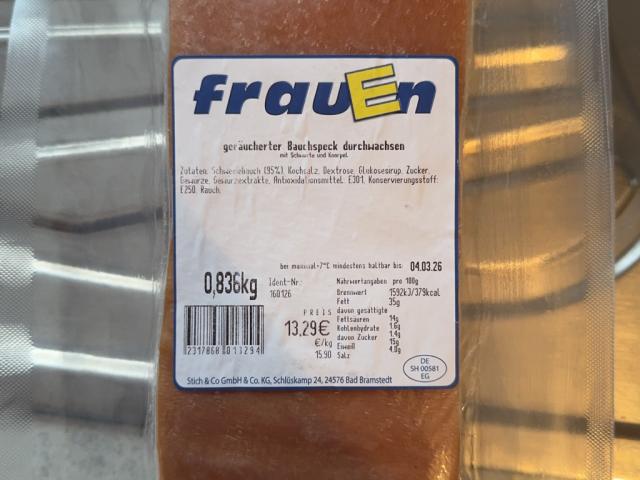 frauEn
geräucherter Bauchspeck durchwachsen
mit Schwarte und Knorpel
Zutaten: Schweinebauch (95%), Kochsalz, Dextrose, Glukosesirup, Zucker,
Gewürze, Gewürzextrakte, Antioxidationsmittel: E301, Konservierungsstoff:
E250, Rauch.
bei maximal+7°C mindestens haltbar bis: 04.03.26
0,836kg
Ident-Nr.:
160126
Nährwertangaben pro 100g
Brennwert 1592kJ/379kcal
Fett 35g
davon gesättigte
Fettsäuren 14g
Kohlenhydrate 1.6g
davon Zucker 1.4g
Eiweiß 15g
Salz 4.0g
PREIS
13,29€
€/kg
15.90
2317868 013294
DE
SH 00581
EG
Stich & Co GmbH & Co. KG, Schlüskamp 24, 24576 Bad Bramstedt